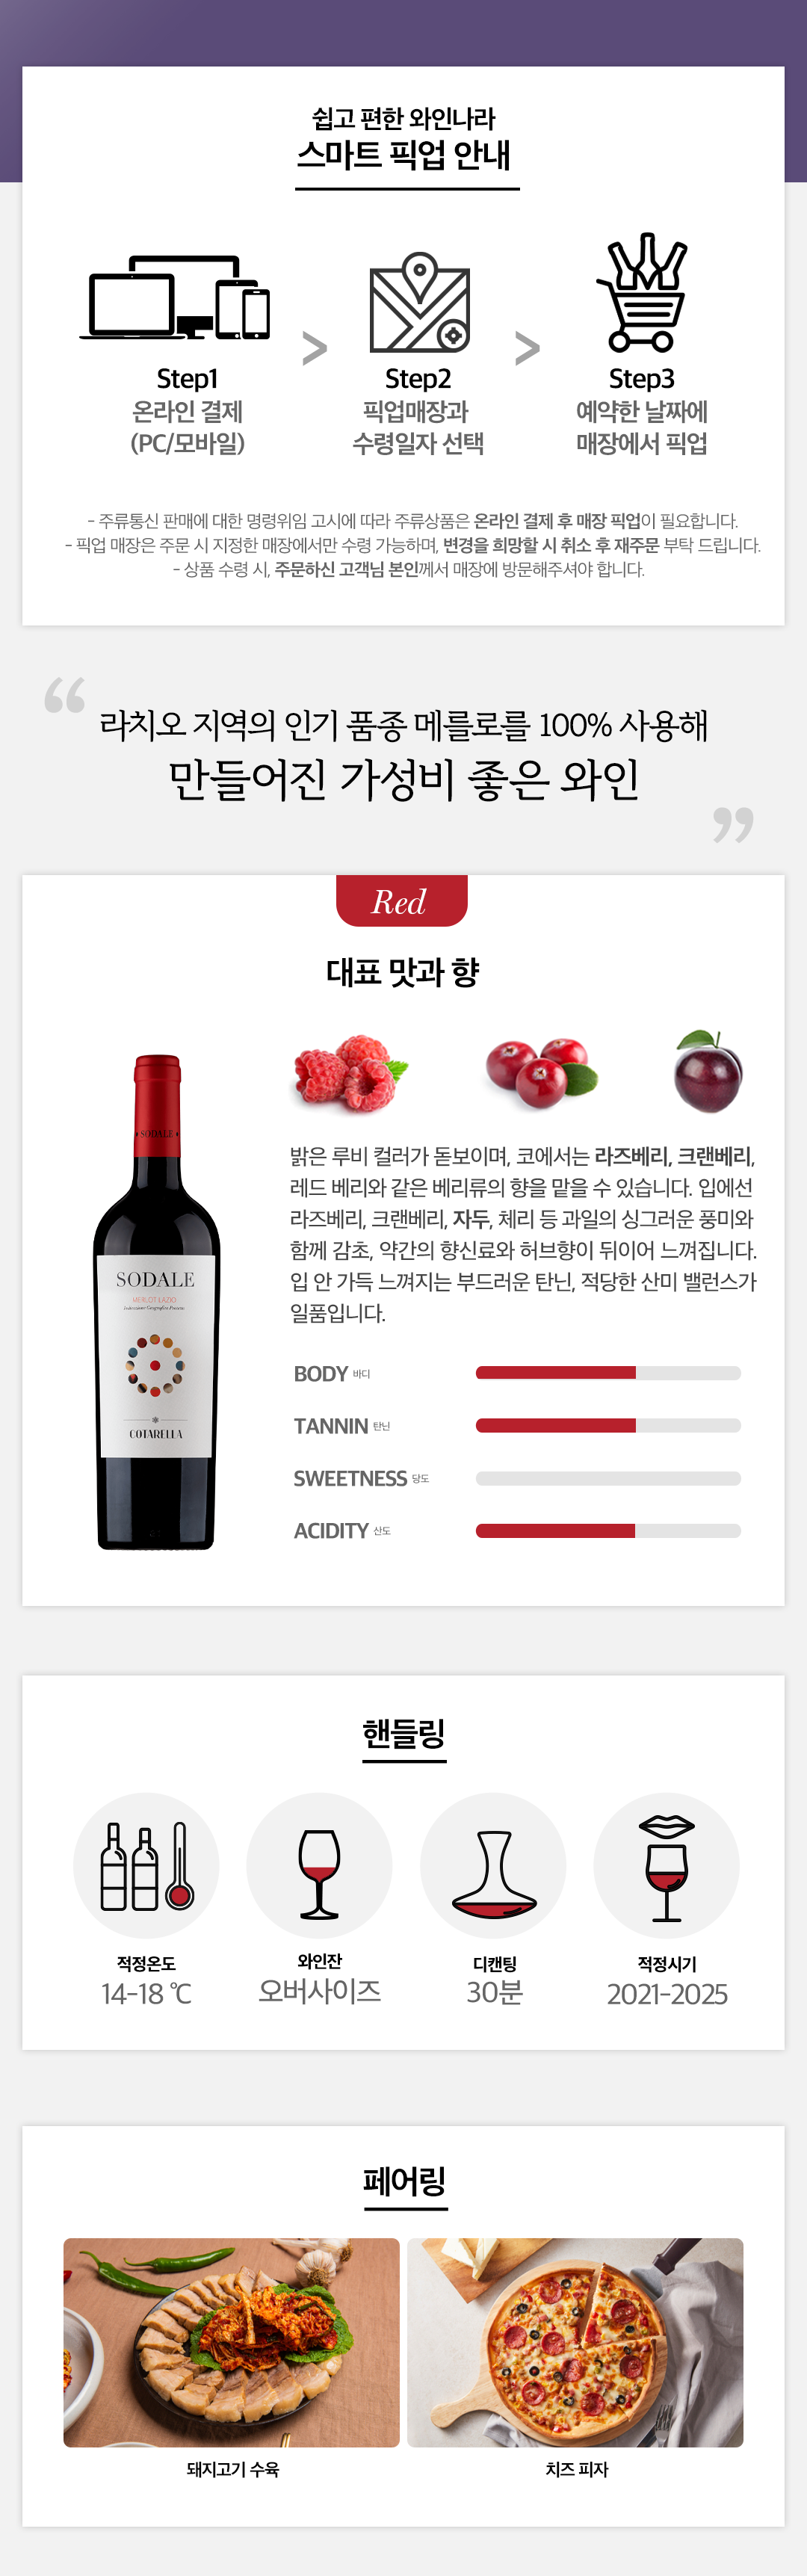 쉽고 편한 와인나라
스마트 픽업 안내
Step1
온라인 결제
(PC/모바일)
>
Step2
픽업매장과
수령일자 선택
>
Step3
예약한 날짜에
매장에서 픽업
- 주류통신 판매에 대한 명령위임 고시에 따라 주류상품은 온라인 결제 후 매장 픽업이 필요합니다.
- 픽업 매장은 주문 시 지정한 매장에서만 수령 가능하며, 변경을 희망할 시 취소 후 재주문 부탁 드립니다.
- 상품 수령 시, 주문하신 고객님 본인께서 매장에 방문해주셔야 합니다.
“ 라치오 지역의 인기 품종 메를로를 100% 사용해
만들어진 가성비 좋은 와인 ”
Red
대표 맛과 향
SODALE
SODALE
MERLOT LAZIO
Indicazione Geografica Protetta
COTARELLA
밝은 루비 컬러가 돋보이며, 코에서는 라즈베리, 크랜베리,
레드 베리와 같은 베리류의 향을 맡을 수 있습니다. 입에선
라즈베리, 크랜베리, 자두, 체리 등 과일의 싱그러운 풍미와
함께 감초, 약간의 향신료와 허브향이 뒤이어 느껴집니다.
입 안 가득 느껴지는 부드러운 탄닌, 적당한 산미 밸런스가
일품입니다.
BODY 바디
TANNIN 탄닌
SWEETNESS 당도
ACIDITY 산도
핸들링
적정온도
14-18 ℃
와인잔
오버사이즈
디캔팅
30분
적정시기
2021-2025
페어링
돼지고기 수육
치즈 피자